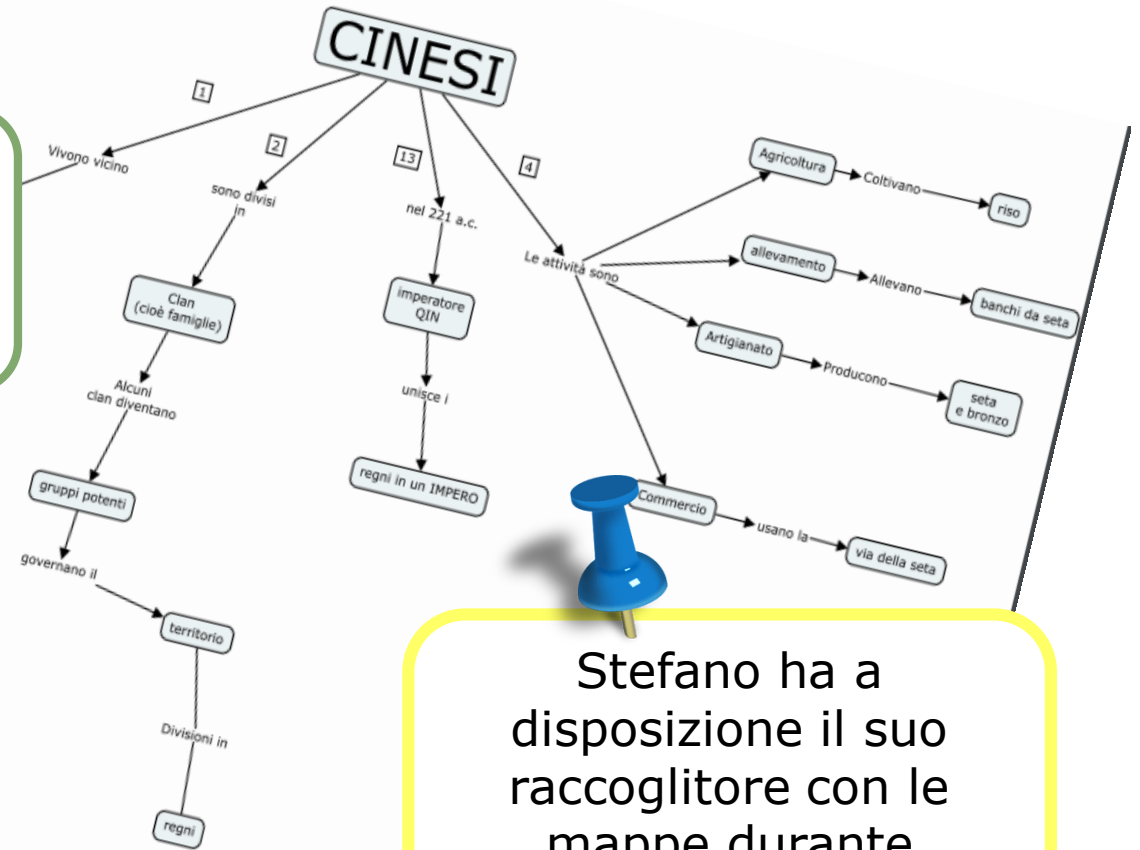 CINESI
1
Vivono vicino
2
sono divisi
in
Clan
(cioè famiglie)
Alcuni
clan diventano
gruppi potenti
governano il
territorio
Divisioni in
regni
13
nel 221 a.c.
imperatore
QIN
unisce i
regni in un IMPERO
4
Le attività sono
Agricoltura
Coltivano
riso
allevamento
Allevano
banchi da seta
Artigianato
Producono
seta
e bronzo
Commercio
usano la
via della seta
Stefano ha a
disposizione il suo
raccoglitore con le
mappe durante